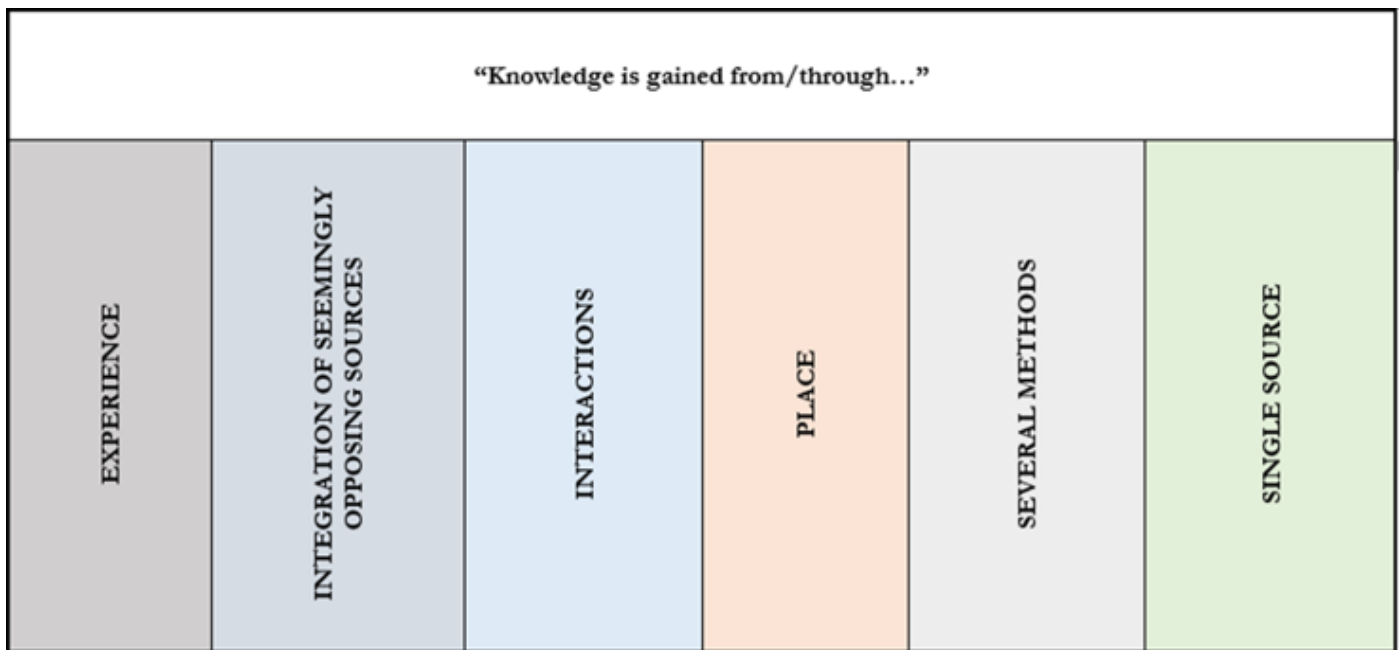 “Knowledge is gained from/through…”
EXPERIENCE
INTEGRATION OF SEEMINGLY
OPPOSING SOURCES
INTERACTIONS
PLACE
SEVERAL METHODS
SINGLE SOURCE